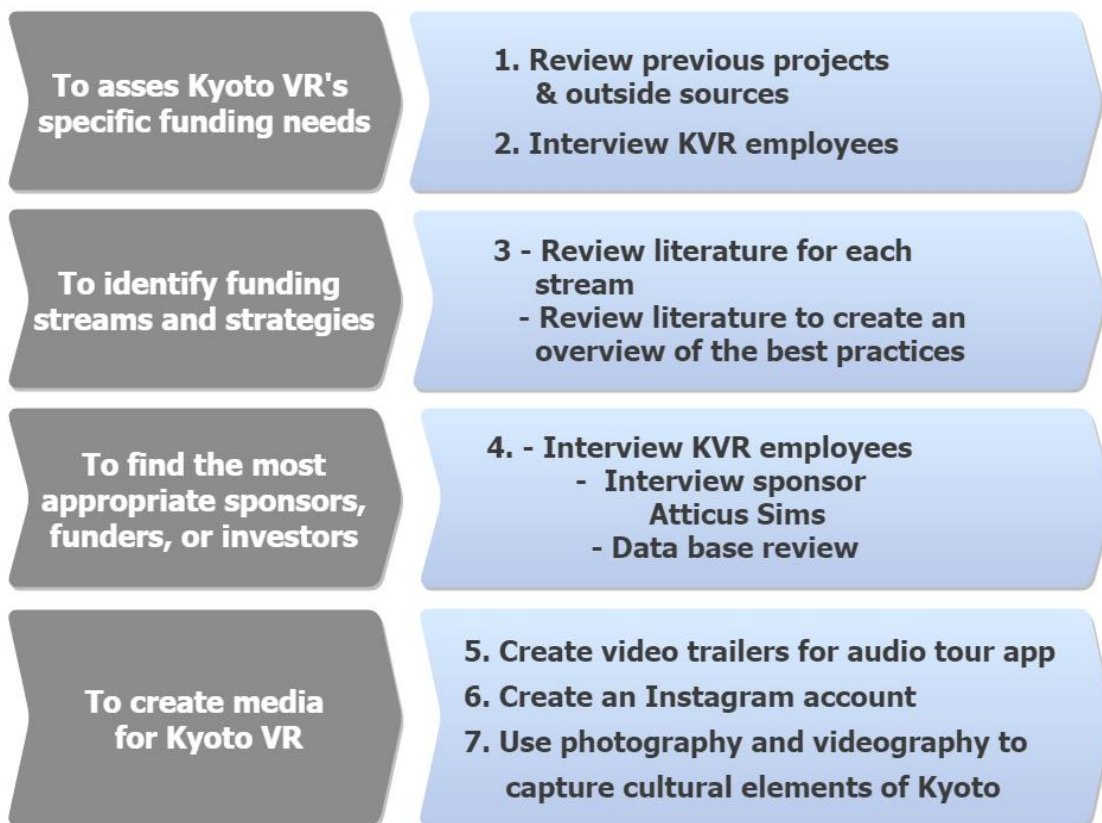 To asses Kyoto VR's
specific funding needs
1. Review previous projects
& outside sources
2. Interview KVR employees
To identify funding
streams and strategies
3 - Review literature for each
stream
- Review literature to create an
overview of the best practices
To find the most
appropriate sponsors,
funders, or investors
4. - Interview KVR employees
- Interview sponsor
Atticus Sims
- Data base review
To create media
for Kyoto VR
5. Create video trailers for audio tour app
6. Create an Instagram account
7. Use photography and videography to
capture cultural elements of Kyoto